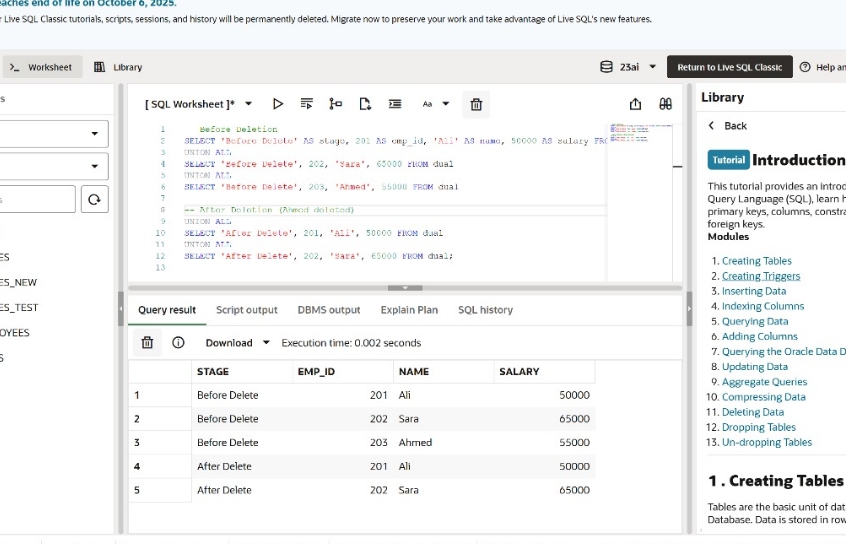 eaches end of life on October 6, 2025.
r Live SQL Classic tutorials, scripts, sessions, and history will be permanently deleted. Migrate now to preserve your work and take advantage of Live SQL's new features.
>_ Worksheet Library 23ai Return to Live SQL Classic Help an
s
[ SQL Worksheet ]* Aa
1 Before Deletion
2 SELECT 'Before Delete' AS stage, 201 AS emp_id, 'Ali' AS name, 50000 AS salary FR
3 UNION ALL
4 SELECT 'Before Delete', 202, 'Sara', 65000 FROM dual
5 UNION ALL
6 SELECT 'Before Delete', 203, 'Ahmed', 55000 FROM dual
7
8 -- After Deletion (Ahmed deleted)
9 UNION ALL
10 SELECT 'After Delete', 201, 'Ali', 50000 FROM dual
11 UNION ALL
12 SELECT 'After Delete', 202, 'Sara', 65000 FROM dual;
13
s
ES
ES_NEW
ES_TEST
OYEES
S
Query result Script output DBMS output Explain Plan SQL history
Download Execution time: 0.002 seconds
STAGE EMP_ID NAME SALARY
1 Before Delete 201 Ali 50000
2 Before Delete 202 Sara 65000
3 Before Delete 203 Ahmed 55000
4 After Delete 201 Ali 50000
5 After Delete 202 Sara 65000
Library
Back
Tutorial Introduction
This tutorial provides an introd
Query Language (SQL), learn h
primary keys, columns, constra
foreign keys.
Modules
1. Creating Tables
2. Creating Triggers
3. Inserting Data
4. Indexing Columns
5. Querying Data
6. Adding Columns
7. Querying the Oracle Data D
8. Updating Data
9. Aggregate Queries
10. Compressing Data
11. Deleting Data
12. Dropping Tables
13. Un-dropping Tables
1 . Creating Tables
Tables are the basic unit of dat
Database. Data is stored in row